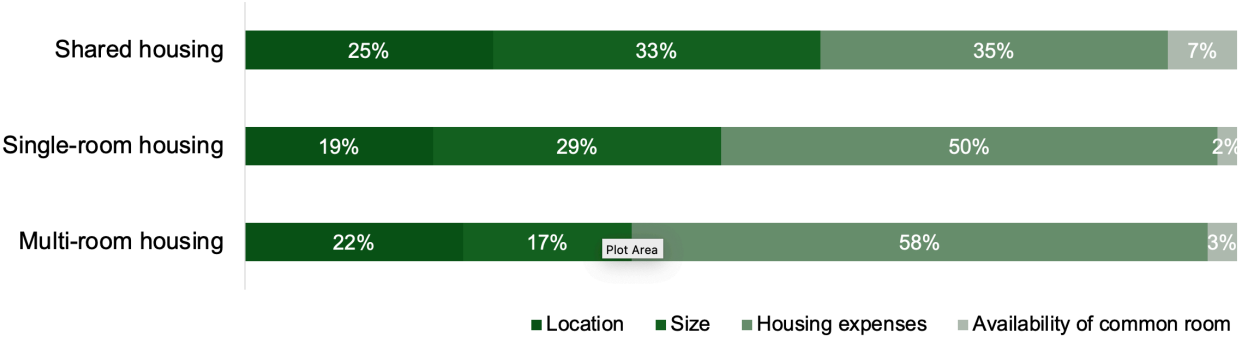 Shared housing 25% 33% 35% 7%
Single-room housing 19% 29% 50% 2%
Multi-room housing 22% 17% 58% 3%
Plot Area
Location Size Housing expenses Availability of common room